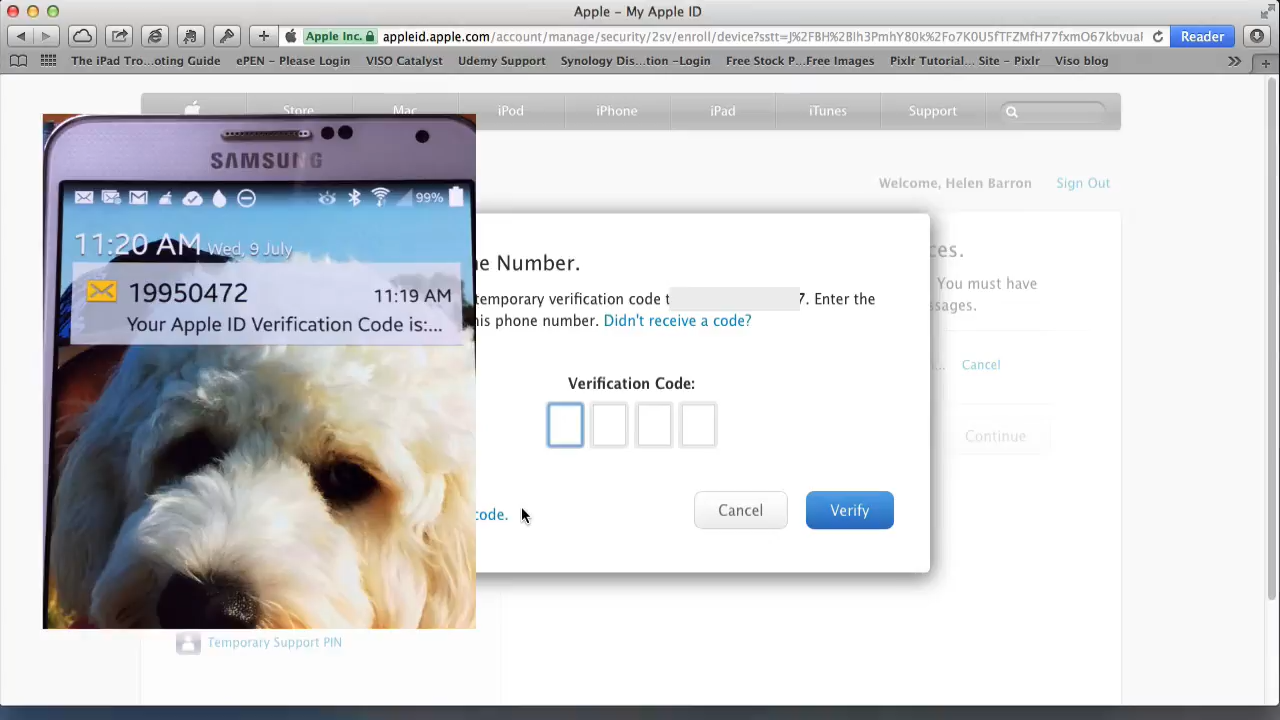 Apple – My Apple ID
Apple Inc. appleid.apple.com/account/manage/security/2sv/enroll/device?sstt=J%2FBH%2BIh3PmhY80k%2Fo7K0U5fTFZMfH77fxmO67kbvuaI Reader
The iPad Tro...oting Guide ePEN – Please Login VISO Catalyst Udemy Support Synology Dis...tion -Login Free Stock P...Free Images Pixlr Tutorial... Site - Pixlr Viso blog
Store Mac iPod iPhone iPad iTunes Support
Welcome, Helen Barron Sign Out
SAMSUNG
99%
11:20 AM Wed, 9 July
19950472 11:19 AM
Your Apple ID Verification Code is:...
ne Number.
temporary verification code t 7. Enter the
his phone number. Didn't receive a code?
Verification Code:
code. Cancel Verify
ces.
You must have
sages.
... Cancel
Continue
Temporary Support PIN